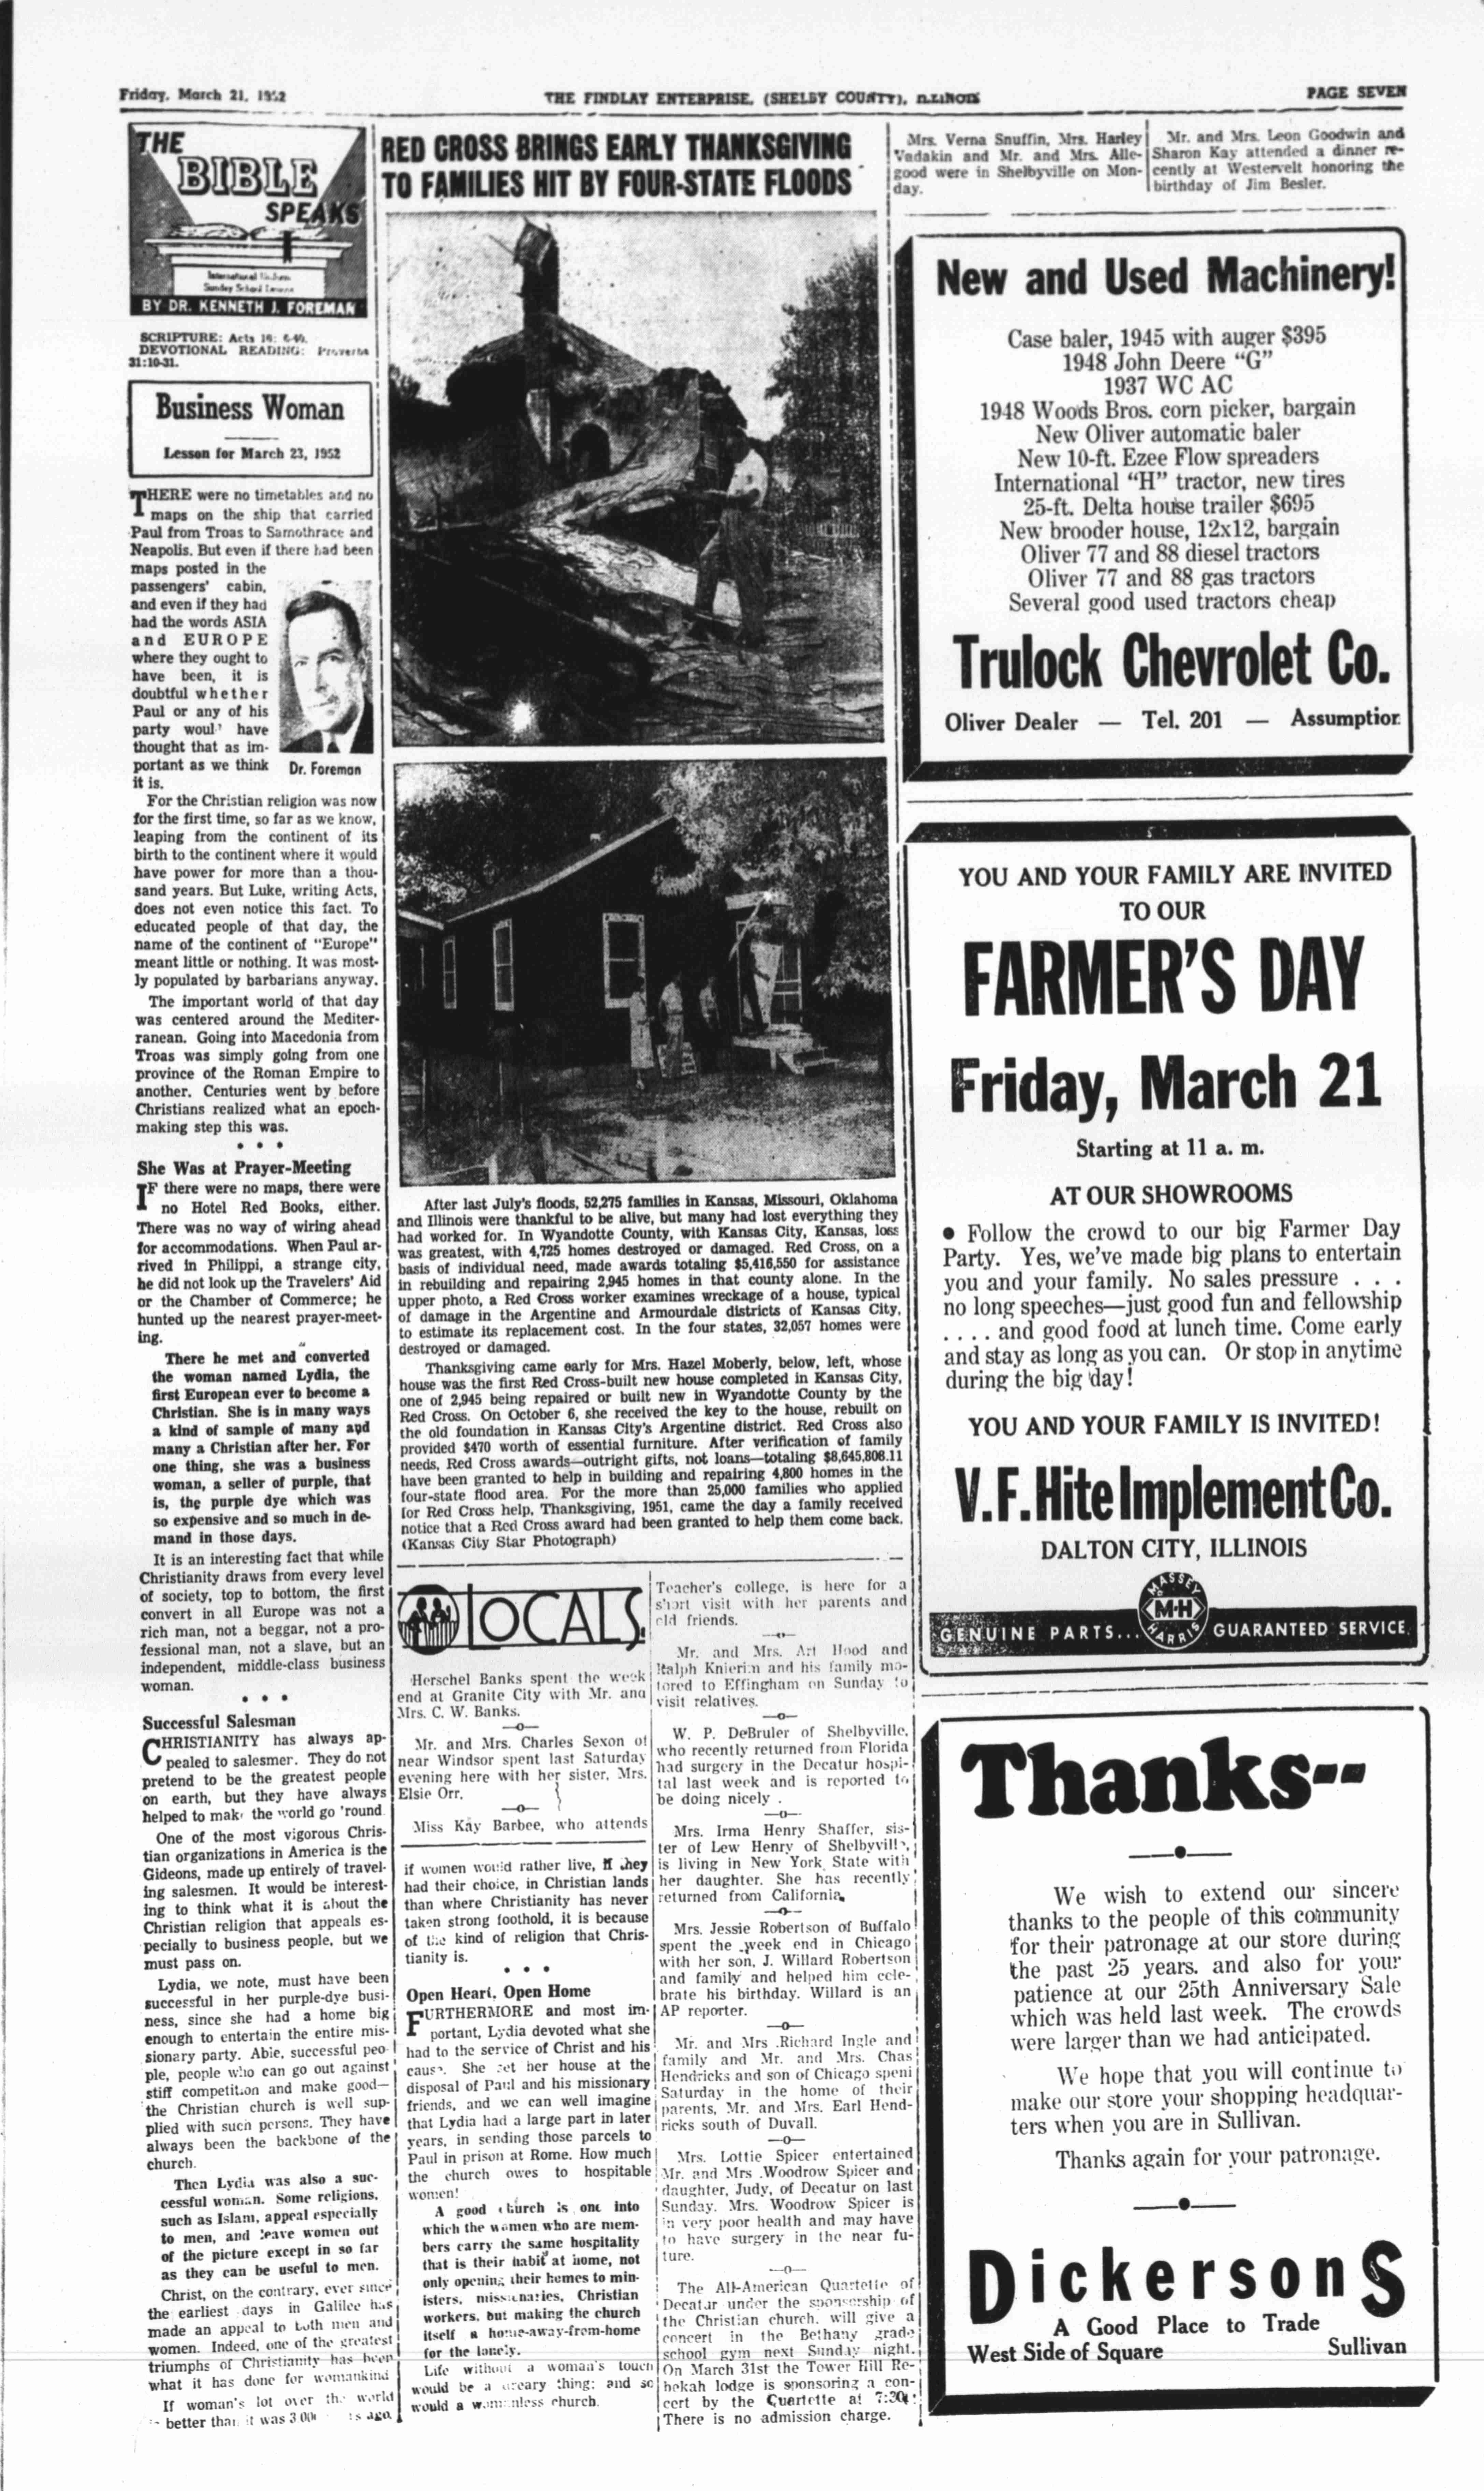 Friday, March 21, 1952
THE FINDLAY ENTERPRISE, (SHELBY COUNTY), ILLINOIS
PAGE SEVEN
THE
BIBLE
SPEAKS
International Uniform
Sunday School Lessons
BY DR. KENNETH J. FOREMAN
SCRIPTURE: Acts 16: 6-40.
DEVOTIONAL READING: Proverbs
31:10-31.
Business Woman
Lesson for March 23, 1952
THERE were no timetables and no
maps on the ship that carried
Paul from Troas to Samothrace and
Neapolis. But even if there had been
maps posted in the
passengers' cabin,
and even if they had
had the words ASIA
and EUROPE
where they ought to
have been, it is
doubtful whether
Paul or any of his
party woul' have
thought that as im-
portant as we think
it is.
Dr. Foreman
For the Christian religion was now
for the first time, so far as we know,
leaping from the continent of its
birth to the continent where it would
have power for more than a thou-
sand years. But Luke, writing Acts,
does not even notice this fact. To
educated people of that day, the
name of the continent of "Europe"
meant little or nothing. It was most-
ly populated by barbarians anyway.
The important world of that day
was centered around the Mediter-
ranean. Going into Macedonia from
Troas was simply going from one
province of the Roman Empire to
another. Centuries went by before
Christians realized what an epoch-
making step this was.
• • •
She Was at Prayer-Meeting
IF there were no maps, there were
no Hotel Red Books, either.
There was no way of wiring ahead
for accommodations. When Paul ar-
rived in Philippi, a strange city,
he did not look up the Travelers' Aid
or the Chamber of Commerce; he
hunted up the nearest prayer-meet-
ing.
There he met and converted
the woman named Lydia, the
first European ever to become a
Christian. She is in many ways
a kind of sample of many and
many a Christian after her. For
one thing, she was a business
woman, a seller of purple, that
is, the purple dye which was
so expensive and so much in de-
mand in those days.
It is an interesting fact that while
Christianity draws from every level
of society, top to bottom, the first
convert in all Europe was not a
rich man, not a beggar, not a pro-
fessional man, not a slave, but an
independent, middle-class business
woman.
• • •
Successful Salesman
CHRISTIANITY has always ap-
pealed to salesmer. They do not
pretend to be the greatest people
on earth, but they have always
helped to mak the world go 'round.
One of the most vigorous Chris-
tian organizations in America is the
Gideons, made up entirely of travel-
ing salesmen. It would be interest-
ing to think what it is about the
Christian religion that appeals es-
pecially to business people, but we
must pass on.
Lydia, we note, must have been
successful in her purple-dye busi-
ness, since she had a home big
enough to entertain the entire mis-
sionary party. Able, successful peo-
ple, people who can go out against
stiff competition and make good—
the Christian church is well sup-
plied with such persons. They have
always been the backbone of the
church.
Then Lydia was also a suc-
cessful woman. Some religions,
such as Islam, appeal especially
to men, and leave women out
of the picture except in so far
as they can be useful to men.
Christ, on the contrary, ever since
the earliest days in Galilee has
made an appeal to both men and
women. Indeed, one of the greatest
triumphs of Christianity has been
what it has done for womankind
If woman's lot over the world
better than it was 3 00 s ago,
RED CROSS BRINGS EARLY THANKSGIVING
TO FAMILIES HIT BY FOUR-STATE FLOODS
After last July's floods, 52,275 families in Kansas, Missouri, Oklahoma
and Illinois were thankful to be alive, but many had lost everything they
had worked for. In Wyandotte County, with Kansas City, Kansas, loss
was greatest, with 4,725 homes destroyed or damaged. Red Cross, on a
basis of individual need, made awards totaling $5,416,550 for assistance
in rebuilding and repairing 2,945 homes in that county alone. In the
upper photo, a Red Cross worker examines wreckage of a house, typical
of damage in the Argentine and Armourdale districts of Kansas City,
to estimate its replacement cost. In the four states, 32,057 homes were
destroyed or damaged.
Thanksgiving came early for Mrs. Hazel Moberly, below, left, whose
house was the first Red Cross-built new house completed in Kansas City,
one of 2,945 being repaired or built new in Wyandotte County by the
Red Cross. On October 6, she received the key to the house, rebuilt on
the old foundation in Kansas City's Argentine district. Red Cross also
provided $470 worth of essential furniture. After verification of family
needs, Red Cross awards—outright gifts, not loans—totaling $8,645,808.11
have been granted to help in building and repairing 4,800 homes in the
four-state flood area. For the more than 25,000 families who applied
for Red Cross help, Thanksgiving, 1951, came the day a family received
notice that a Red Cross award had been granted to help them come back.
(Kansas City Star Photograph)
LOCALS
Herschel Banks spent the week
end at Granite City with Mr. and
Mrs. C. W. Banks.
—o—
Mr. and Mrs. Charles Sexon of
near Windsor spent last Saturday
evening here with her sister, Mrs.
Elsie Orr.
—o—
Miss Kay Barbee, who attends
if women would rather live, if they
had their choice, in Christian lands
than where Christianity has never
taken strong foothold, it is because
of the kind of religion that Chris-
tianity is.
• • •
Open Heart, Open Home
FURTHERMORE and most im-
portant, Lydia devoted what she
had to the service of Christ and his
cause. She set her house at the
disposal of Paul and his missionary
friends, and we can well imagine
that Lydia had a large part in later
years, in sending those parcels to
Paul in prison at Rome. How much
the church owes to hospitable
women!
A good church is one into
which the women who are mem-
bers carry the same hospitality
that is their habit at home, not
only opening their homes to min-
isters, missionaries, Christian
workers, but making the church
itself a home-away-from-home
for the lonely.
Life without a woman's touch
would be a dreary thing; and so
would a womanless church.
Teacher's college, is here for a
short visit with her parents and
old friends.
—o—
Mr. and Mrs. Art Hood and
Ralph Knierim and his family mo-
tored to Effingham on Sunday to
visit relatives.
—o—
W. P. DeBruler of Shelbyville,
who recently returned from Florida
had surgery in the Decatur hospi-
tal last week and is reported to
be doing nicely .
—o—
Mrs. Irma Henry Shaffer, sis-
ter of Lew Henry of Shelbyville,
is living in New York State with
her daughter. She has recently
returned from California.
—o—
Mrs. Jessie Robertson of Buffalo
spent the week end in Chicago
with her son, J. Willard Robertson
and family and helped him cele-
brate his birthday. Willard is an
AP reporter.
—o—
Mr. and Mrs .Richard Ingle and
family and Mr. and Mrs. Chas
Hendricks and son of Chicago spent
Saturday in the home of their
parents, Mr. and Mrs. Earl Hend-
ricks south of Duvall.
—o—
Mrs. Lottie Spicer entertained
Mr. and Mrs .Woodrow Spicer and
daughter, Judy, of Decatur on last
Sunday. Mrs. Woodrow Spicer is
in very poor health and may have
to have surgery in the near fu-
ture.
—o—
The All-American Quartette of
Decatur under the sponsership of
the Christian church, will give a
concert in the Bethany grade
school gym next Sunday night.
On March 31st the Tower Hill Re-
bekah lodge is sponsoring a con-
cert by the Quartette at 7:30.
There is no admission charge.
Mrs. Verna Snuffin, Mrs. Harley
Vadakin and Mr. and Mrs. Alle-
good were in Shelbyville on Mon-
day.
Mr. and Mrs. Leon Goodwin and
Sharon Kay attended a dinner re-
cently at Westervelt honoring the
birthday of Jim Besler.
New and Used Machinery!
Case baler, 1945 with auger $395
1948 John Deere "G"
1937 WC AC
1948 Woods Bros. corn picker, bargain
New Oliver automatic baler
New 10-ft. Ezee Flow spreaders
International "H" tractor, new tires
25-ft. Delta house trailer $695
New brooder house, 12x12, bargain
Oliver 77 and 88 diesel tractors
Oliver 77 and 88 gas tractors
Several good used tractors cheap
Trulock Chevrolet Co.
Oliver Dealer — Tel. 201 — Assumption
YOU AND YOUR FAMILY ARE INVITED
TO OUR
FARMER'S DAY
Friday, March 21
Starting at 11 a. m.
AT OUR SHOWROOMS
• Follow the crowd to our big Farmer Day
Party. Yes, we've made big plans to entertain
you and your family. No sales pressure . . .
no long speeches—just good fun and fellowship
. . . . and good food at lunch time. Come early
and stay as long as you can. Or stop in anytime
during the big day!
YOU AND YOUR FAMILY IS INVITED!
V.F. Hite Implement Co.
DALTON CITY, ILLINOIS
MASSEY
M-H
HARRIS
GENUINE PARTS... GUARANTEED SERVICE
Thanks--
We wish to extend our sincere
thanks to the people of this community
for their patronage at our store during
the past 25 years. and also for your
patience at our 25th Anniversary Sale
which was held last week. The crowds
were larger than we had anticipated.
We hope that you will continue to
make our store your shopping headquar-
ters when you are in Sullivan.
Thanks again for your patronage.
DickersonS
A Good Place to Trade
West Side of Square Sullivan